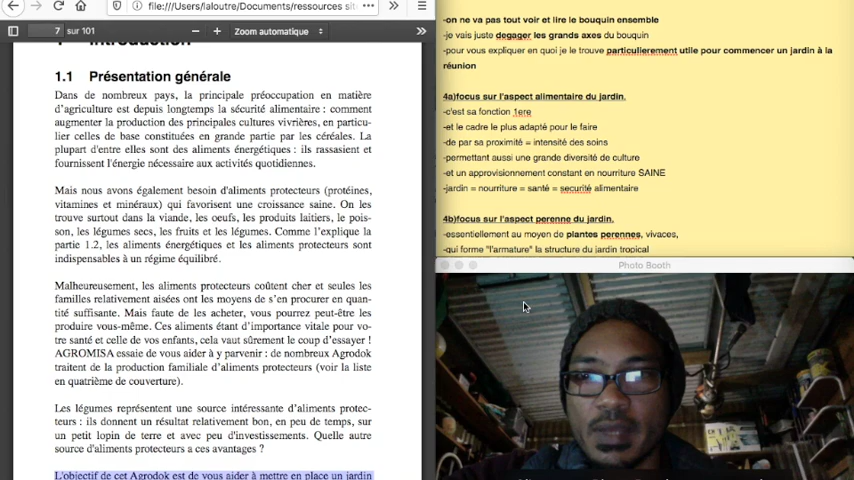 file:///Users/laloutre/Documents/ressources sit
7 sur 101
Zoom automatique
Introduction
1.1 Présentation générale
Dans de nombreux pays, la principale préoccupation en matière
d'agriculture est depuis longtemps la sécurité alimentaire : comment
augmenter la production des principales cultures vivrières, en particu-
lier celles de base constituées en grande partie par les céréales. La
plupart d'entre elles sont des aliments énergétiques : ils rassasient et
fournissent l'énergie nécessaire aux activités quotidiennes.
Mais nous avons également besoin d'aliments protecteurs (protéines,
vitamines et minéraux) qui favorisent une croissance saine. On les
trouve surtout dans la viande, les oeufs, les produits laitiers, le pois-
son, les légumes secs, les fruits et les légumes. Comme l'explique la
partie 1.2, les aliments énergétiques et les aliments protecteurs sont
indispensables à un régime équilibré.
Malheureusement, les aliments protecteurs coûtent cher et seules les
familles relativement aisées ont les moyens de s'en procurer en quan-
tité suffisante. Mais faute de les acheter, vous pourrez peut-être les
produire vous-même. Ces aliments étant d'importance vitale pour vo-
tre santé et celle de vos enfants, cela vaut sûrement le coup d'essayer !
AGROMISA essaie de vous aider à y parvenir : de nombreux Agrodok
traitent de la production familiale d'aliments protecteurs (voir la liste
en quatrième de couverture).
Les légumes représentent une source intéressante d'aliments protec-
teurs : ils donnent un résultat relativement bon, en peu de temps, sur
un petit lopin de terre et avec peu d'investissements. Quelle autre
source d'aliments protecteurs a ces avantages ?
L'objectif de cet Agrodok est de vous aider à mettre en place un jardin
-on ne va pas tout voir et lire le bouquin ensemble
-je vais juste degager les grands axes du bouquin
-pour vous expliquer en quoi je le trouve particulierement utile pour commencer un jardin à la
réunion
4a)focus sur l'aspect alimentaire du jardin.
-c'est sa fonction 1ere
-et le cadre le plus adapté pour le faire
-de par sa proximité = intensité des soins
-permettant aussi une grande diversité de culture
-et un approvisionnement constant en nourriture SAINE
-jardin = nourriture = santé = securité alimentaire
4b)focus sur l'aspect perenne du jardin.
-essentiellement au moyen de plantes perennes, vivaces,
-qui forme "l'armature" la structure du jardin tropical
Photo Booth